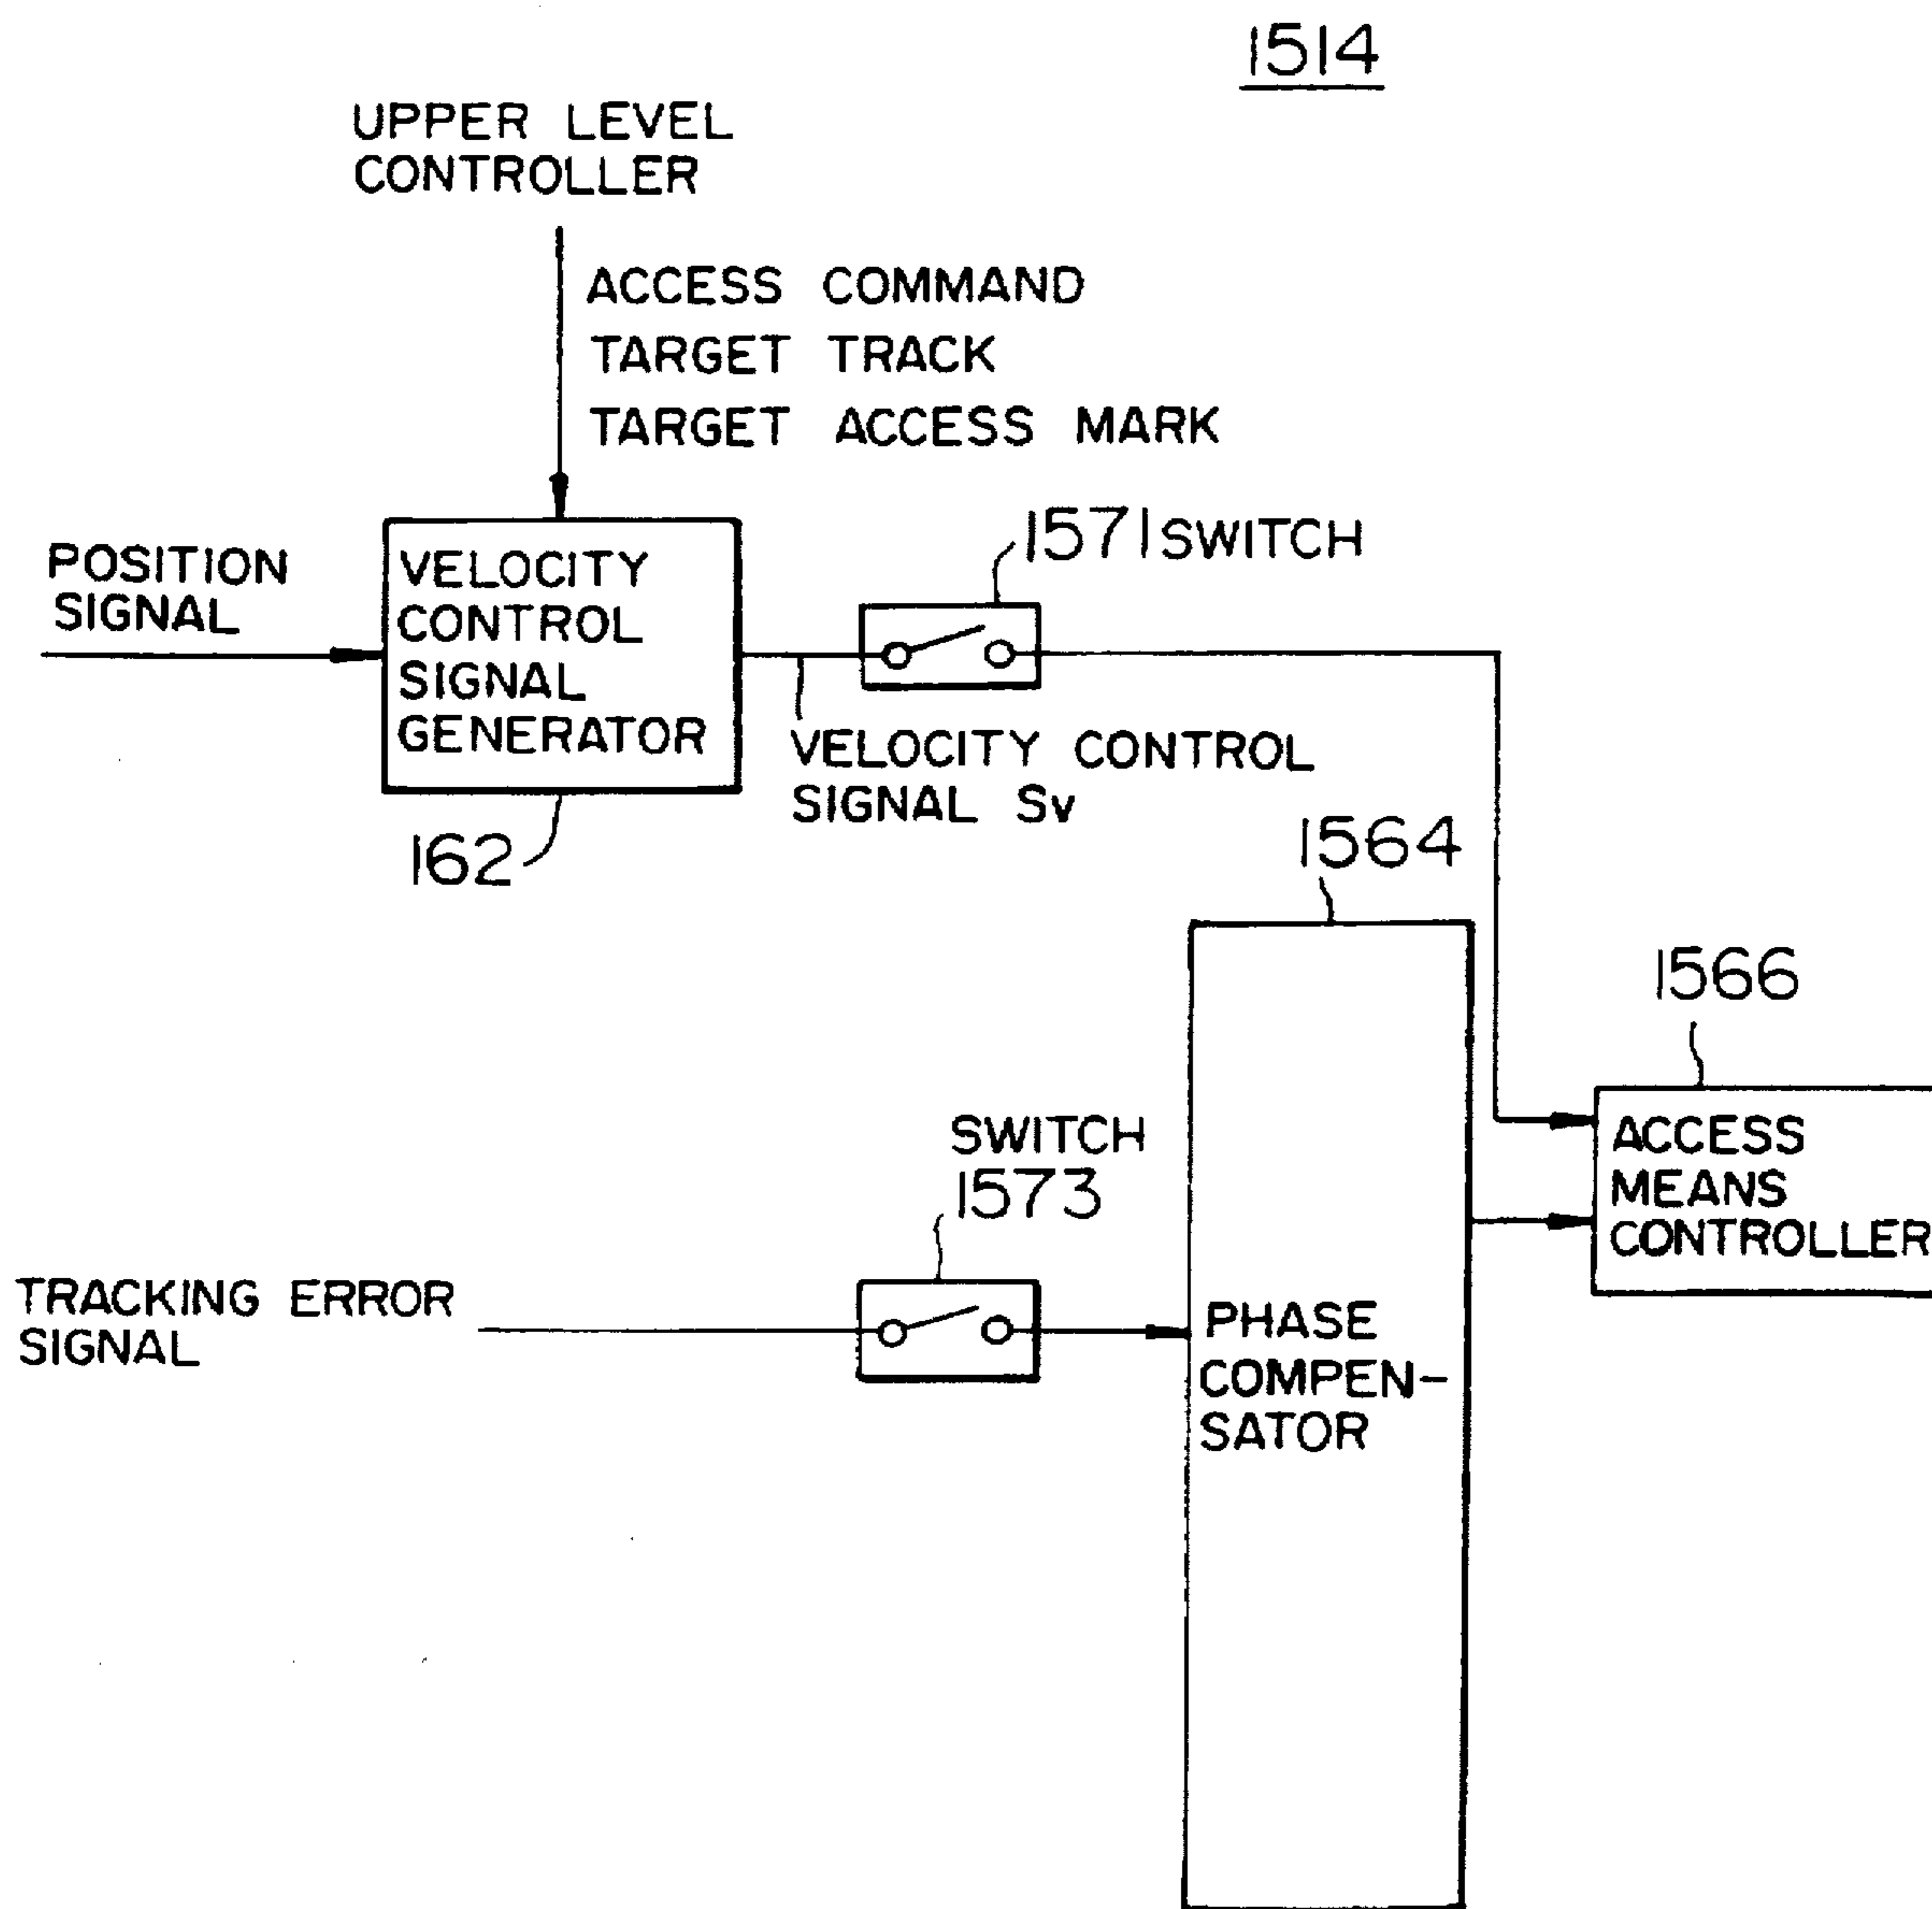 1514
UPPER LEVEL
CONTROLLER
ACCESS COMMAND
TARGET TRACK
TARGET ACCESS MARK
POSITION
SIGNAL
VELOCITY
CONTROL
SIGNAL
GENERATOR
162
1571 SWITCH
VELOCITY CONTROL
SIGNAL Sv
1564
1566
ACCESS
MEANS
CONTROLLER
SWITCH
1573
TRACKING ERROR
SIGNAL
PHASE
COMPEN-
SATOR